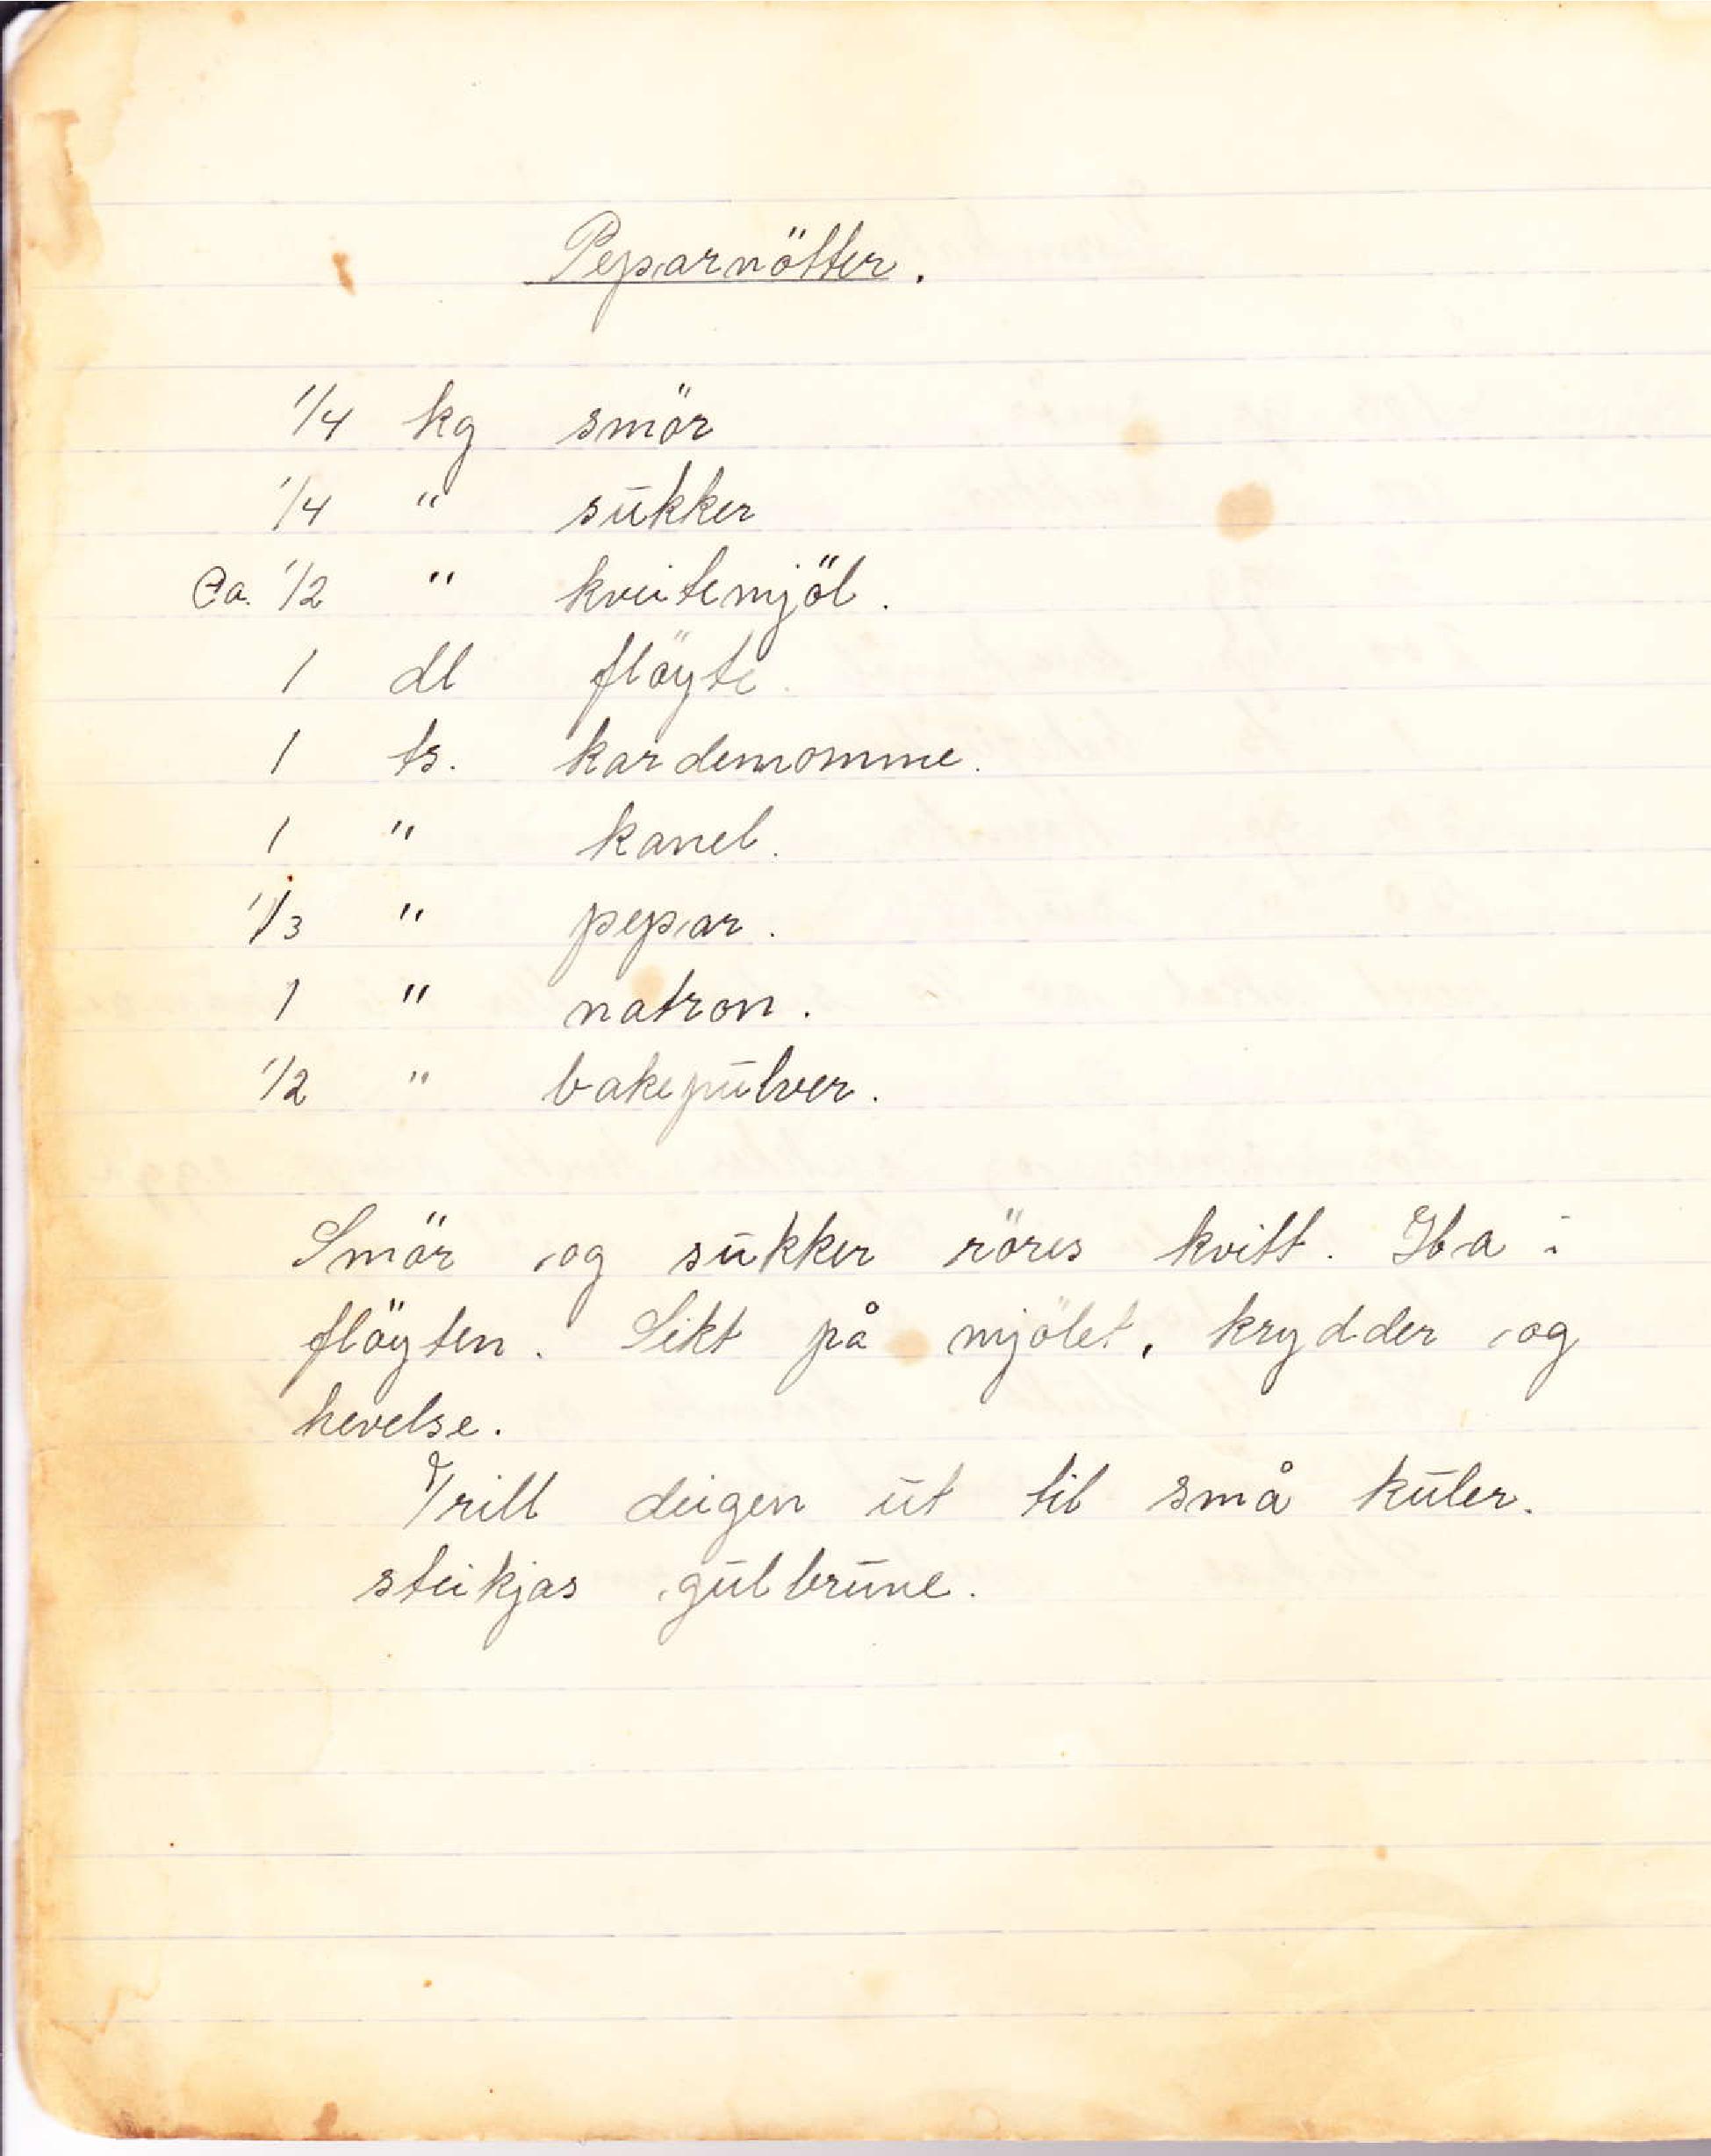 Peparnötter.
1/4 kg smör
1/4 " sukker
Ca. 1/2 " kveitemjöl.
1 dl flöyte.
1 ts. kardemomme.
1 " kanel.
1/3 " pepar.
1 " natron.
1/2 " bakepulver.
Smör og sukker röres kvitt. Ha i
flöyten. Sikt på mjölet, krydder og
hevelse.
Trill deigen ut til små kuler.
steikjas gulbrune.